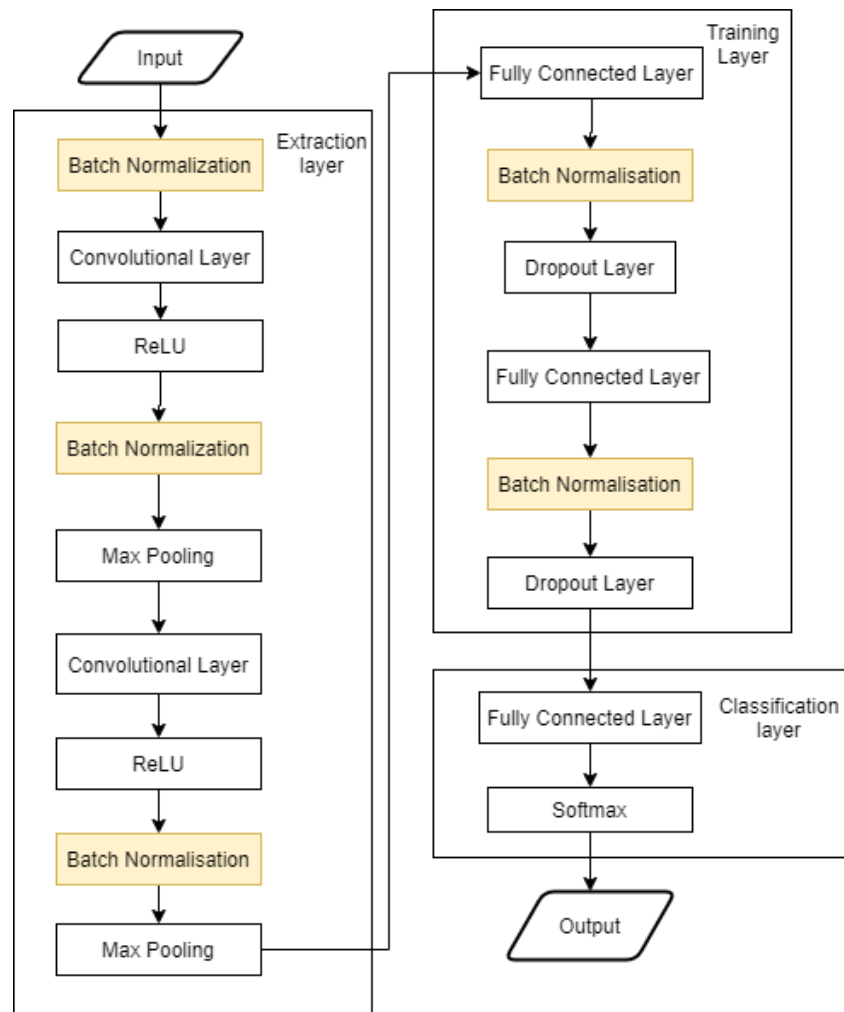 Input
Extraction
layer
Batch Normalization
Convolutional Layer
ReLU
Batch Normalization
Max Pooling
Convolutional Layer
ReLU
Batch Normalisation
Max Pooling
Training
Layer
Fully Connected Layer
Batch Normalisation
Dropout Layer
Fully Connected Layer
Batch Normalisation
Dropout Layer
Fully Connected Layer
Classification
layer
Softmax
Output